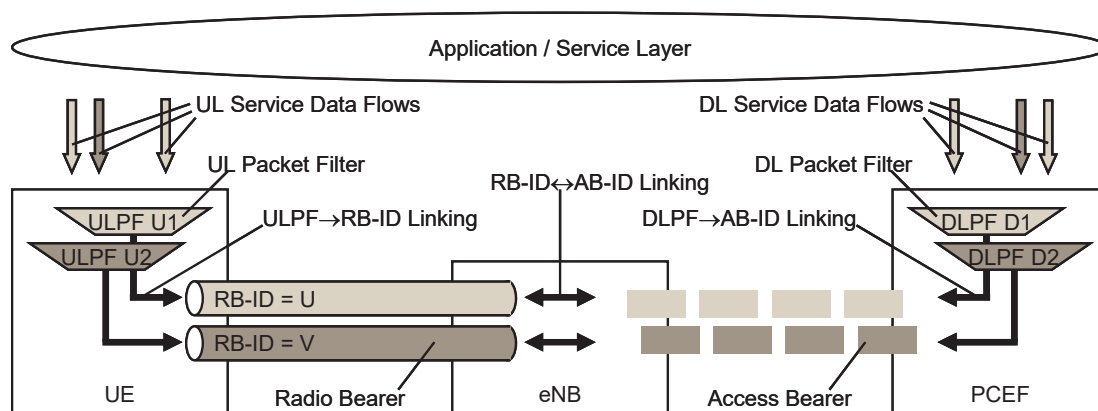 Application / Service Layer
UL Service Data Flows
DL Service Data Flows
UL Packet Filter
RB-ID↔AB-ID Linking
DL Packet Filter
ULPF U1
ULPF→RB-ID Linking
DLPF→AB-ID Linking
DLPF D1
ULPF U2
DLPF D2
RB-ID = U
RB-ID = V
UE
Radio Bearer
eNB
Access Bearer
PCEF